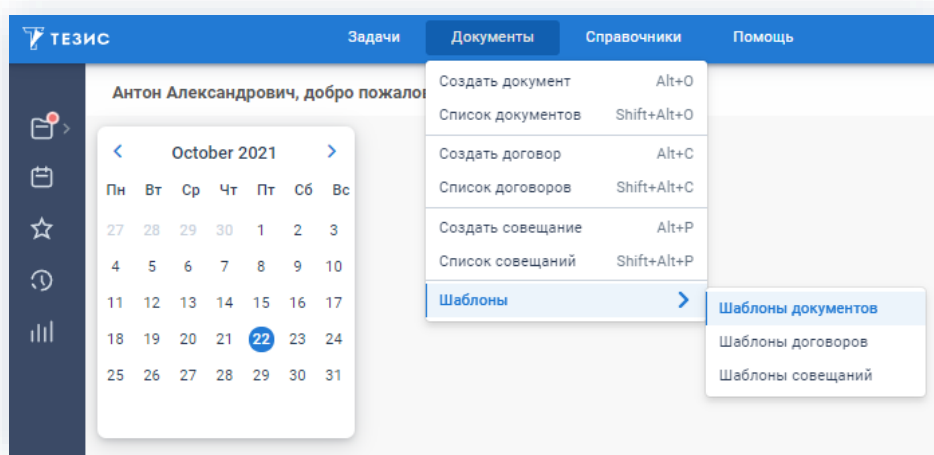 ТЕЗИС
Задачи Документы Справочники Помощь
Антон Александрович, добро
Создать документ Alt+O
Список документов Shift+Alt+O
Создать договор Alt+C
Список договоров Shift+Alt+C
Создать совещание Alt+P
Список совещаний Shift+Alt+P
Шаблоны
Шаблоны документов
Шаблоны договоров
Шаблоны совещаний
October 2021
Пн Вт Ср Чт Пт Сб Вс
27 28 29 30 1 2 3
4 5 6 7 8 9 10
11 12 13 14 15 16 17
18 19 20 21 22 23 24
25 26 27 28 29 30 31